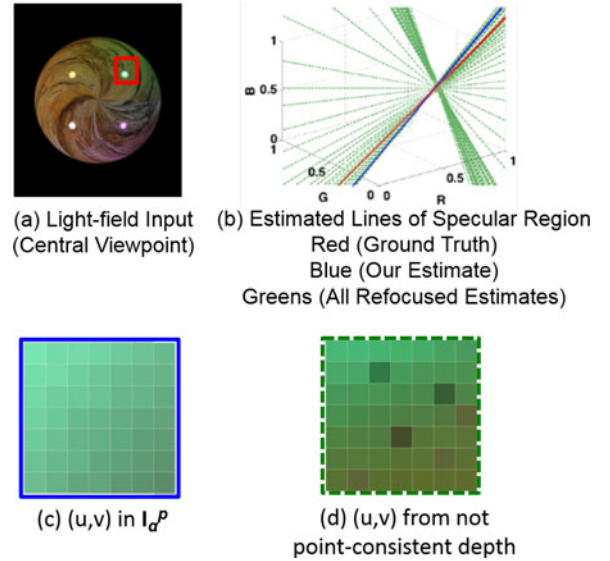 1
B
0.5
0
1
0.5
G
0
0
0.5
R
1
(a) Light-field Input
(Central Viewpoint)
(b) Estimated Lines of Specular Region
Red (Ground Truth)
Blue (Our Estimate)
Greens (All Refocused Estimates)
(c) (u,v) in Iαᵖ
(d) (u,v) from not
point-consistent depth